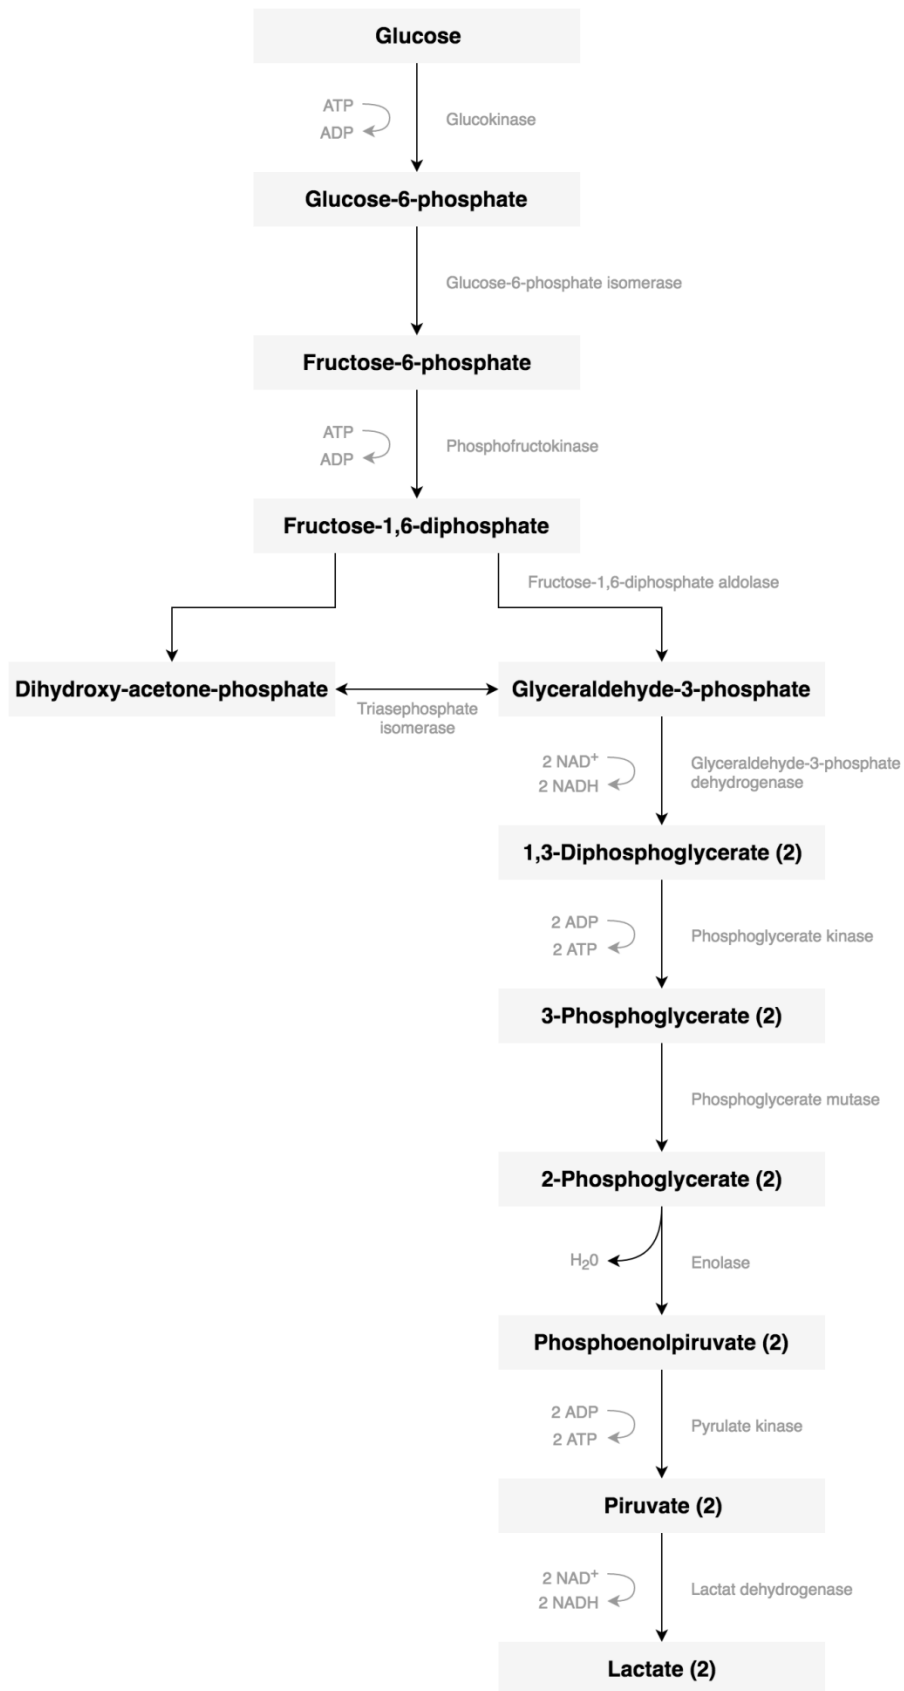 Glucose
ATP
ADP
Glucokinase
Glucose-6-phosphate
Glucose-6-phosphate isomerase
Fructose-6-phosphate
ATP
ADP
Phosphofructokinase
Fructose-1,6-diphosphate
Fructose-1,6-diphosphate aldolase
Dihydroxy-acetone-phosphate
Triasephosphate
isomerase
Glyceraldehyde-3-phosphate
2 NAD⁺
2 NADH
Glyceraldehyde-3-phosphate
dehydrogenase
1,3-Diphosphoglycerate (2)
2 ADP
2 ATP
Phosphoglycerate kinase
3-Phosphoglycerate (2)
Phosphoglycerate mutase
2-Phosphoglycerate (2)
H₂0
Enolase
Phosphoenolpiruvate (2)
2 ADP
2 ATP
Pyrulate kinase
Piruvate (2)
2 NAD⁺
2 NADH
Lactat dehydrogenase
Lactate (2)